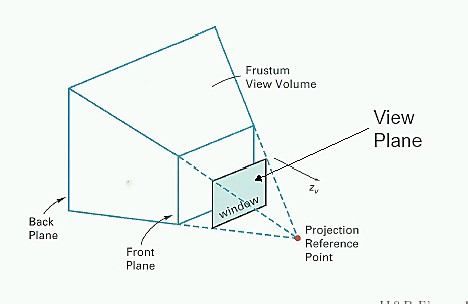 Frustum
View Volume
View
Plane
z_v
window
Back
Plane
Projection
Reference
Point
Front
Plane